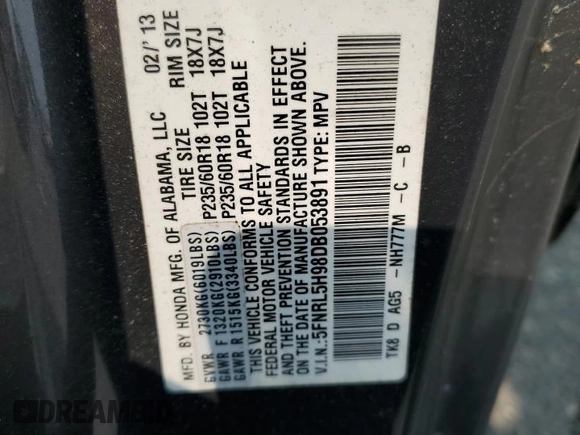 MFD. BY HONDA MFG. OF ALABAMA, LLC 02/'13
TIRE SIZE RIM SIZE
GVWR 2730KG(6019LBS)
GAWR F 1320KG(2910LBS) P235/60R18 102T 18X7J
GAWR R 1515KG(3340LBS) P235/60R18 102T 18X7J
THIS VEHICLE CONFORMS TO ALL APPLICABLE
FEDERAL MOTOR VEHICLE SAFETY
AND THEFT PREVENTION STANDARDS IN EFFECT
ON THE DATE OF MANUFACTURE SHOWN ABOVE.
V.I.N.:5FNRL5H98DB053891 TYPE: MPV
TK8 D AG5 -NH777M -C -B
DREAMBID